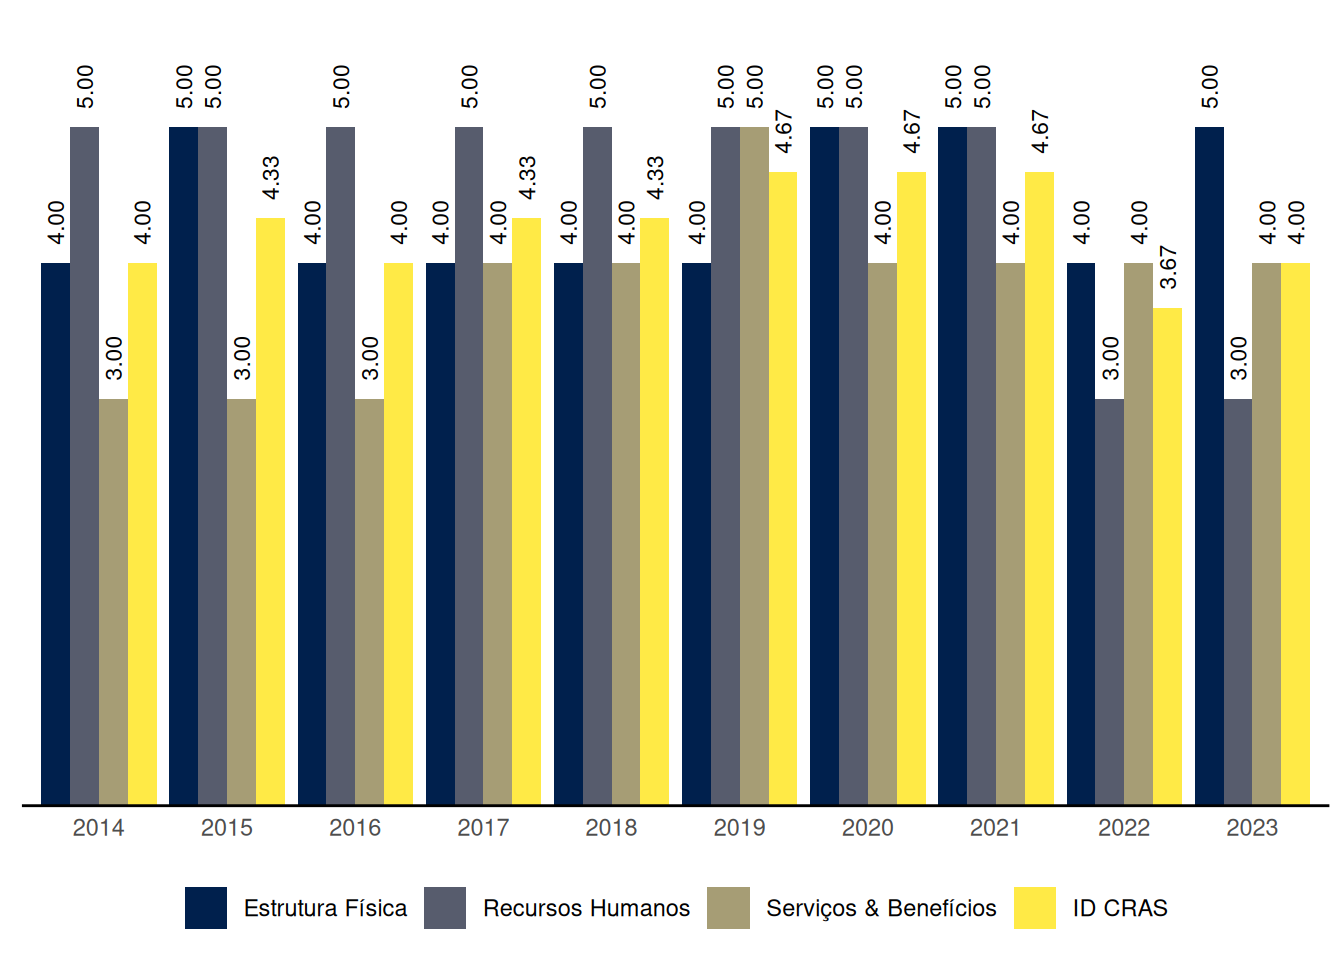 4.00 5.00 3.00 4.00 5.00 5.00 3.00 4.33 4.00 5.00 3.00 4.00 4.00 5.00 4.00 4.33 4.00 5.00 4.00 4.33 4.00 5.00 5.00 4.67 5.00 5.00 4.00 4.67 5.00 5.00 4.00 4.67 4.00 3.00 4.00 3.67 5.00 3.00 4.00 4.00
2014 2015 2016 2017 2018 2019 2020 2021 2022 2023
Estrutura Física Recursos Humanos Serviços & Benefícios ID CRAS